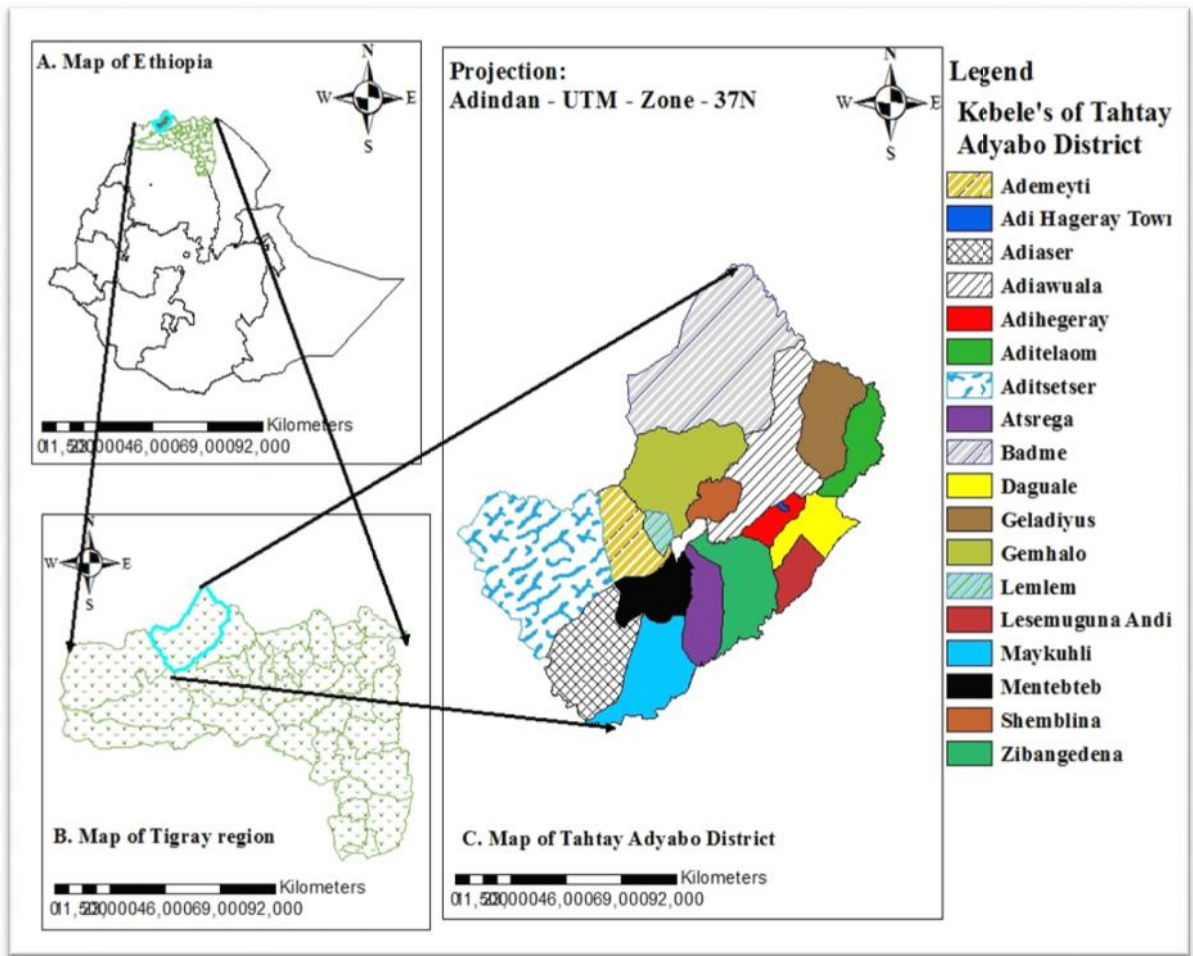 A. Map of Ethiopia
N
W
E
S
Kilometers
B. Map of Tigray region
N
W
E
S
Kilometers
Projection:
Adindan - UTM - Zone - 37N
N
W
E
S
C. Map of Tahtay Adyabo District
Kilometers
Legend
Kebele's of Tahtay
Adyabo District
Ademeyti
Adi Hageray Town
Adiaser
Adiawuala
Adihegeray
Aditelaom
Aditsetser
Atsrega
Badme
Daguale
Geladiyus
Gemhalo
Lemlem
Lesemuguna Andi
Maykuhli
Mentebteb
Shemblina
Zibangedena